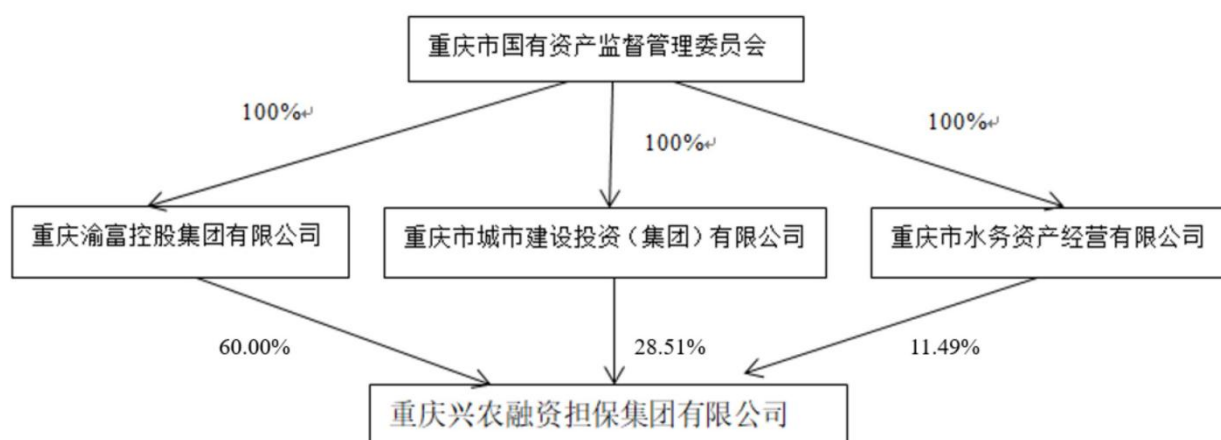 重庆市国有资产监督管理委员会
100%↵
100%↵
100%↵
重庆渝富控股集团有限公司
重庆市城市建设投资（集团）有限公司
重庆市水务资产经营有限公司
60.00%
28.51%
11.49%
重庆兴农融资担保集团有限公司